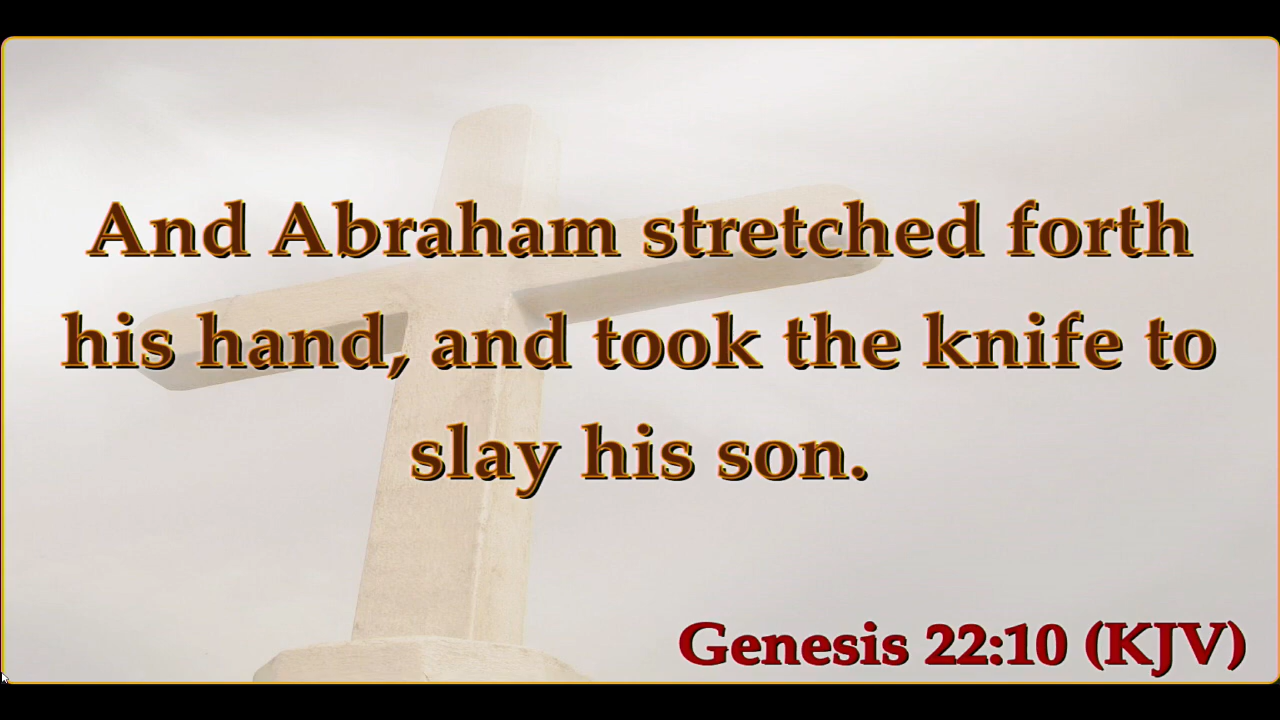 And Abraham stretched forth
his hand, and took the knife to
slay his son.
Genesis 22:10 (KJV)